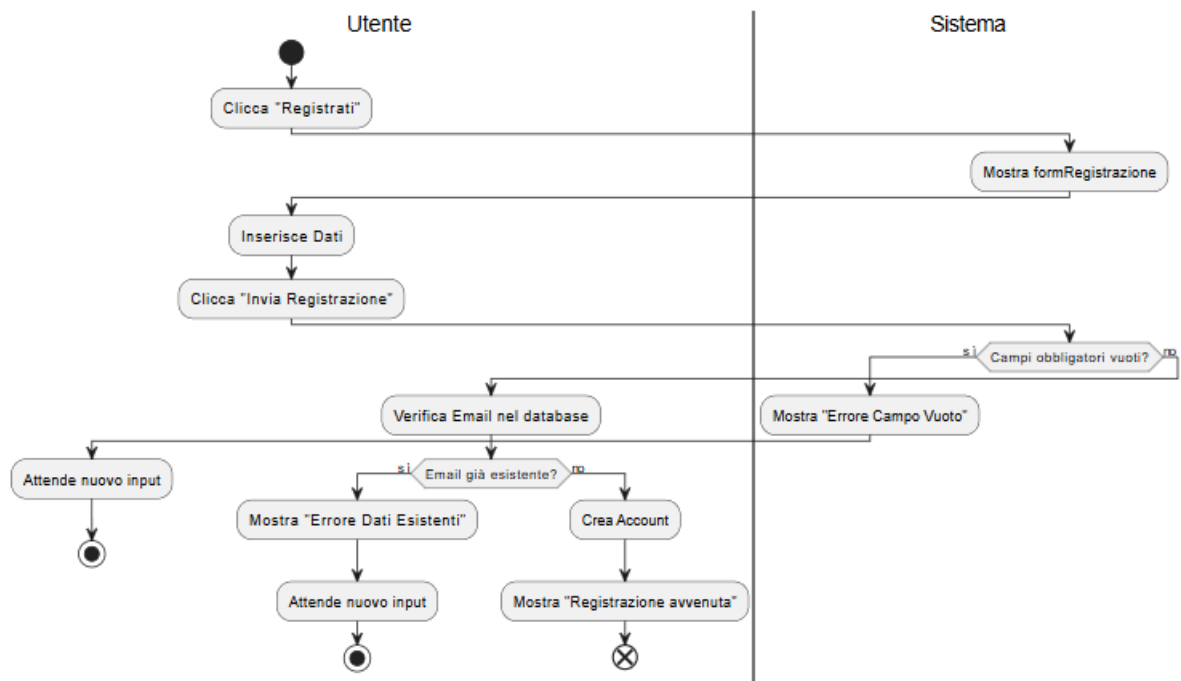 Utente
Sistema
Clicca "Registrati"
Mostra formRegistrazione
Inserisce Dati
Clicca "Invia Registrazione"
sì
Campi obbligatori vuoti?
no
Verifica Email nel database
Mostra "Errore Campo Vuoto"
Attende nuovo input
sì
Email già esistente?
no
Mostra "Errore Dati Esistenti"
Crea Account
Attende nuovo input
Mostra "Registrazione avvenuta"